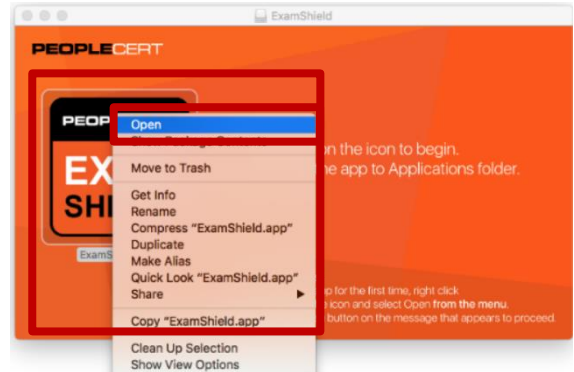 ExamShield
PEOPLECERT
PEOP
EX
SHI
ExamS
Open
Move to Trash
Get Info
Rename
Compress “ExamShield.app”
Duplicate
Make Alias
Quick Look “ExamShield.app”
Share
Copy “ExamShield.app”
Clean Up Selection
Show View Options
on the icon to begin.
app to Applications folder.
for the first time, right click
icon and select Open from the menu.
button on the message that appears to proceed.